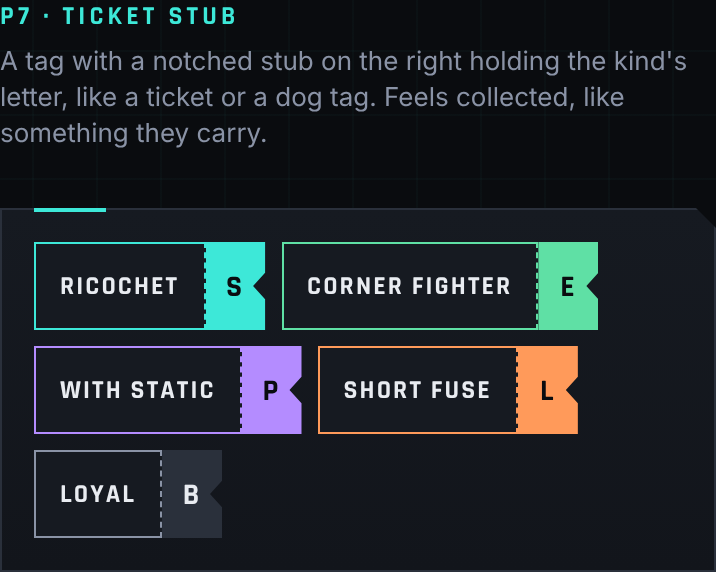 P7 · TICKET STUB
A tag with a notched stub on the right holding the kind's
letter, like a ticket or a dog tag. Feels collected, like
something they carry.
RICOCHET S CORNER FIGHTER E
WITH STATIC P SHORT FUSE L
LOYAL B